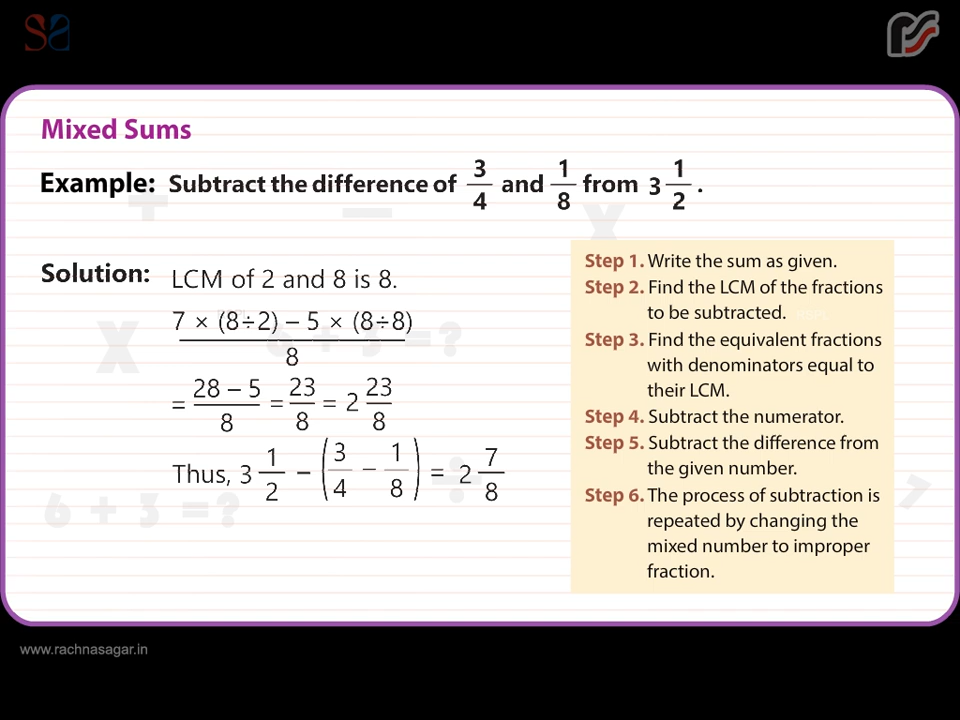 Mixed Sums
Example: Subtract the difference of 3/4 and 1/8 from 3 1/2 .
Solution: LCM of 2 and 8 is 8.
7 × (8÷2) – 5 × (8÷8)
8
= 28 – 5/8 = 23/8 = 2 23/8
Thus, 3 1/2 – (3/4 – 1/8) = 2 7/8
Step 1. Write the sum as given.
Step 2. Find the LCM of the fractions
to be subtracted.
Step 3. Find the equivalent fractions
with denominators equal to
their LCM.
Step 4. Subtract the numerator.
Step 5. Subtract the difference from
the given number.
Step 6. The process of subtraction is
repeated by changing the
mixed number to improper
fraction.
+ – x
x 6 + 3 = ?
6 + 3 = ? ÷ 7
www.rachnasagar.in